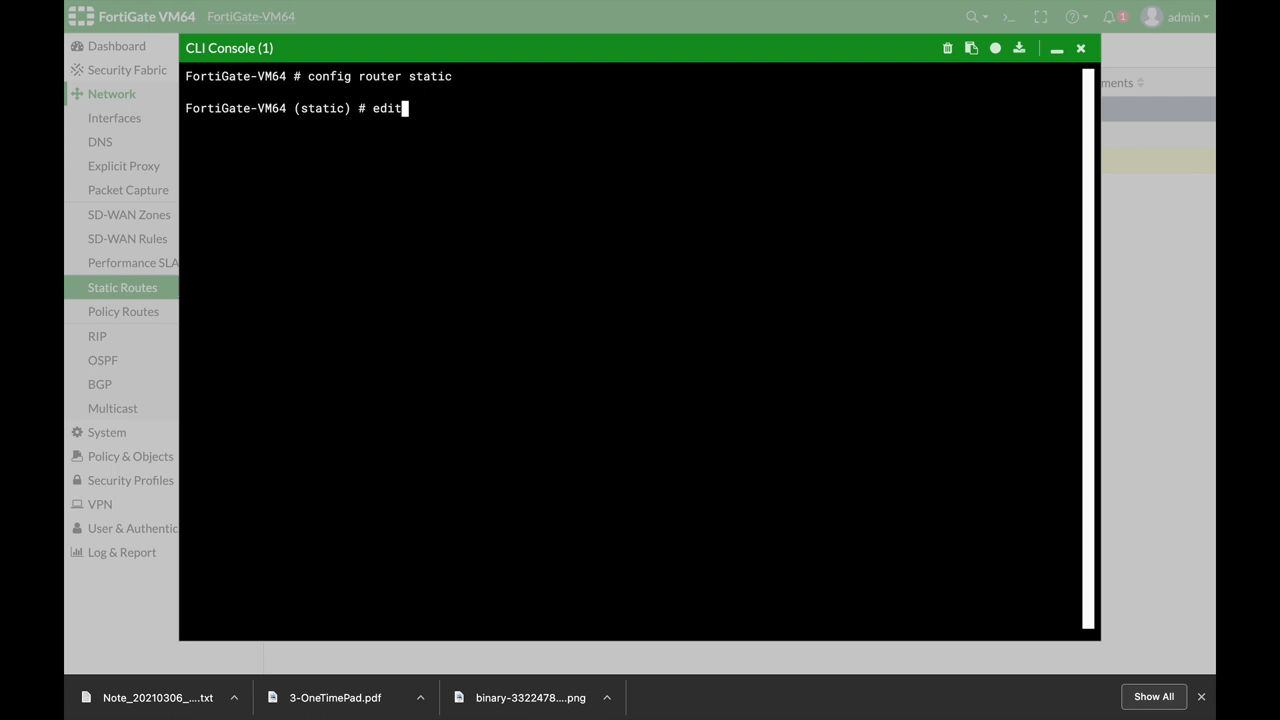 FortiGate VM64
FortiGate-VM64
1
admin
CLI Console (1)
FortiGate-VM64 # config router static
FortiGate-VM64 (static) # edit
Dashboard
Security Fabric
Network
Interfaces
DNS
Explicit Proxy
Packet Capture
SD-WAN Zones
SD-WAN Rules
Performance SLA
Static Routes
Policy Routes
RIP
OSPF
BGP
Multicast
System
Policy & Objects
Security Profiles
VPN
User & Authentic
Log & Report
ments
Note_20210306_....txt
3-OneTimePad.pdf
binary-3322478....png
Show All